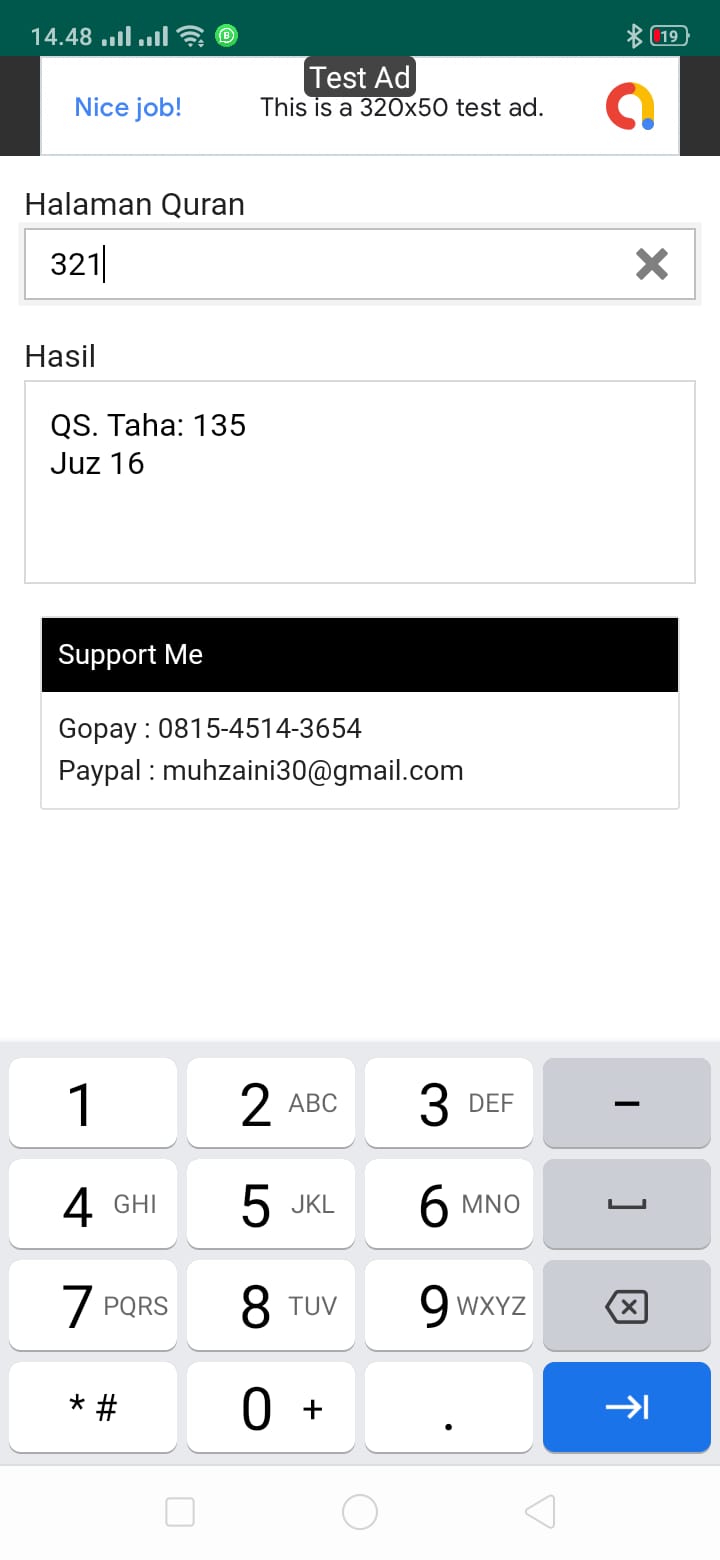 14.48
19
Test Ad
Nice job!
This is a 320x50 test ad.
Halaman Quran
321
Hasil
QS. Taha: 135
Juz 16
Support Me
Gopay : 0815-4514-3654
Paypal : muhzaini30@gmail.com
1 2 ABC 3 DEF –
4 GHI 5 JKL 6 MNO
7 PQRS 8 TUV 9 WXYZ
* # 0 + .